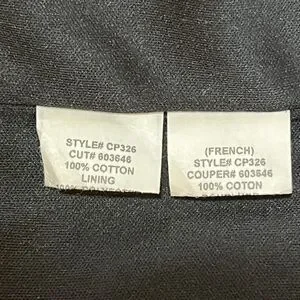 STYLE# CP326
CUT# 603646
100% COTTON
LINING
(FRENCH)
STYLE# CP326
COUPER# 603646
100% COTON